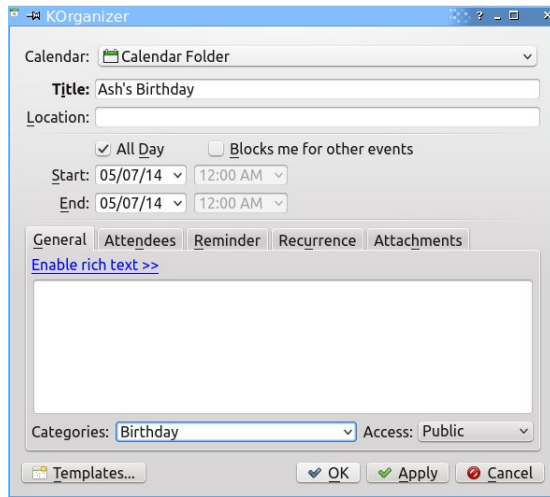 KOrganizer
Calendar: Calendar Folder
Title: Ash's Birthday
Location:
All Day Blocks me for other events
Start: 05/07/14 12:00 AM
End: 05/07/14 12:00 AM
General Attendees Reminder Recurrence Attachments
Enable rich text >>
Categories: Birthday Access: Public
Templates... OK Apply Cancel